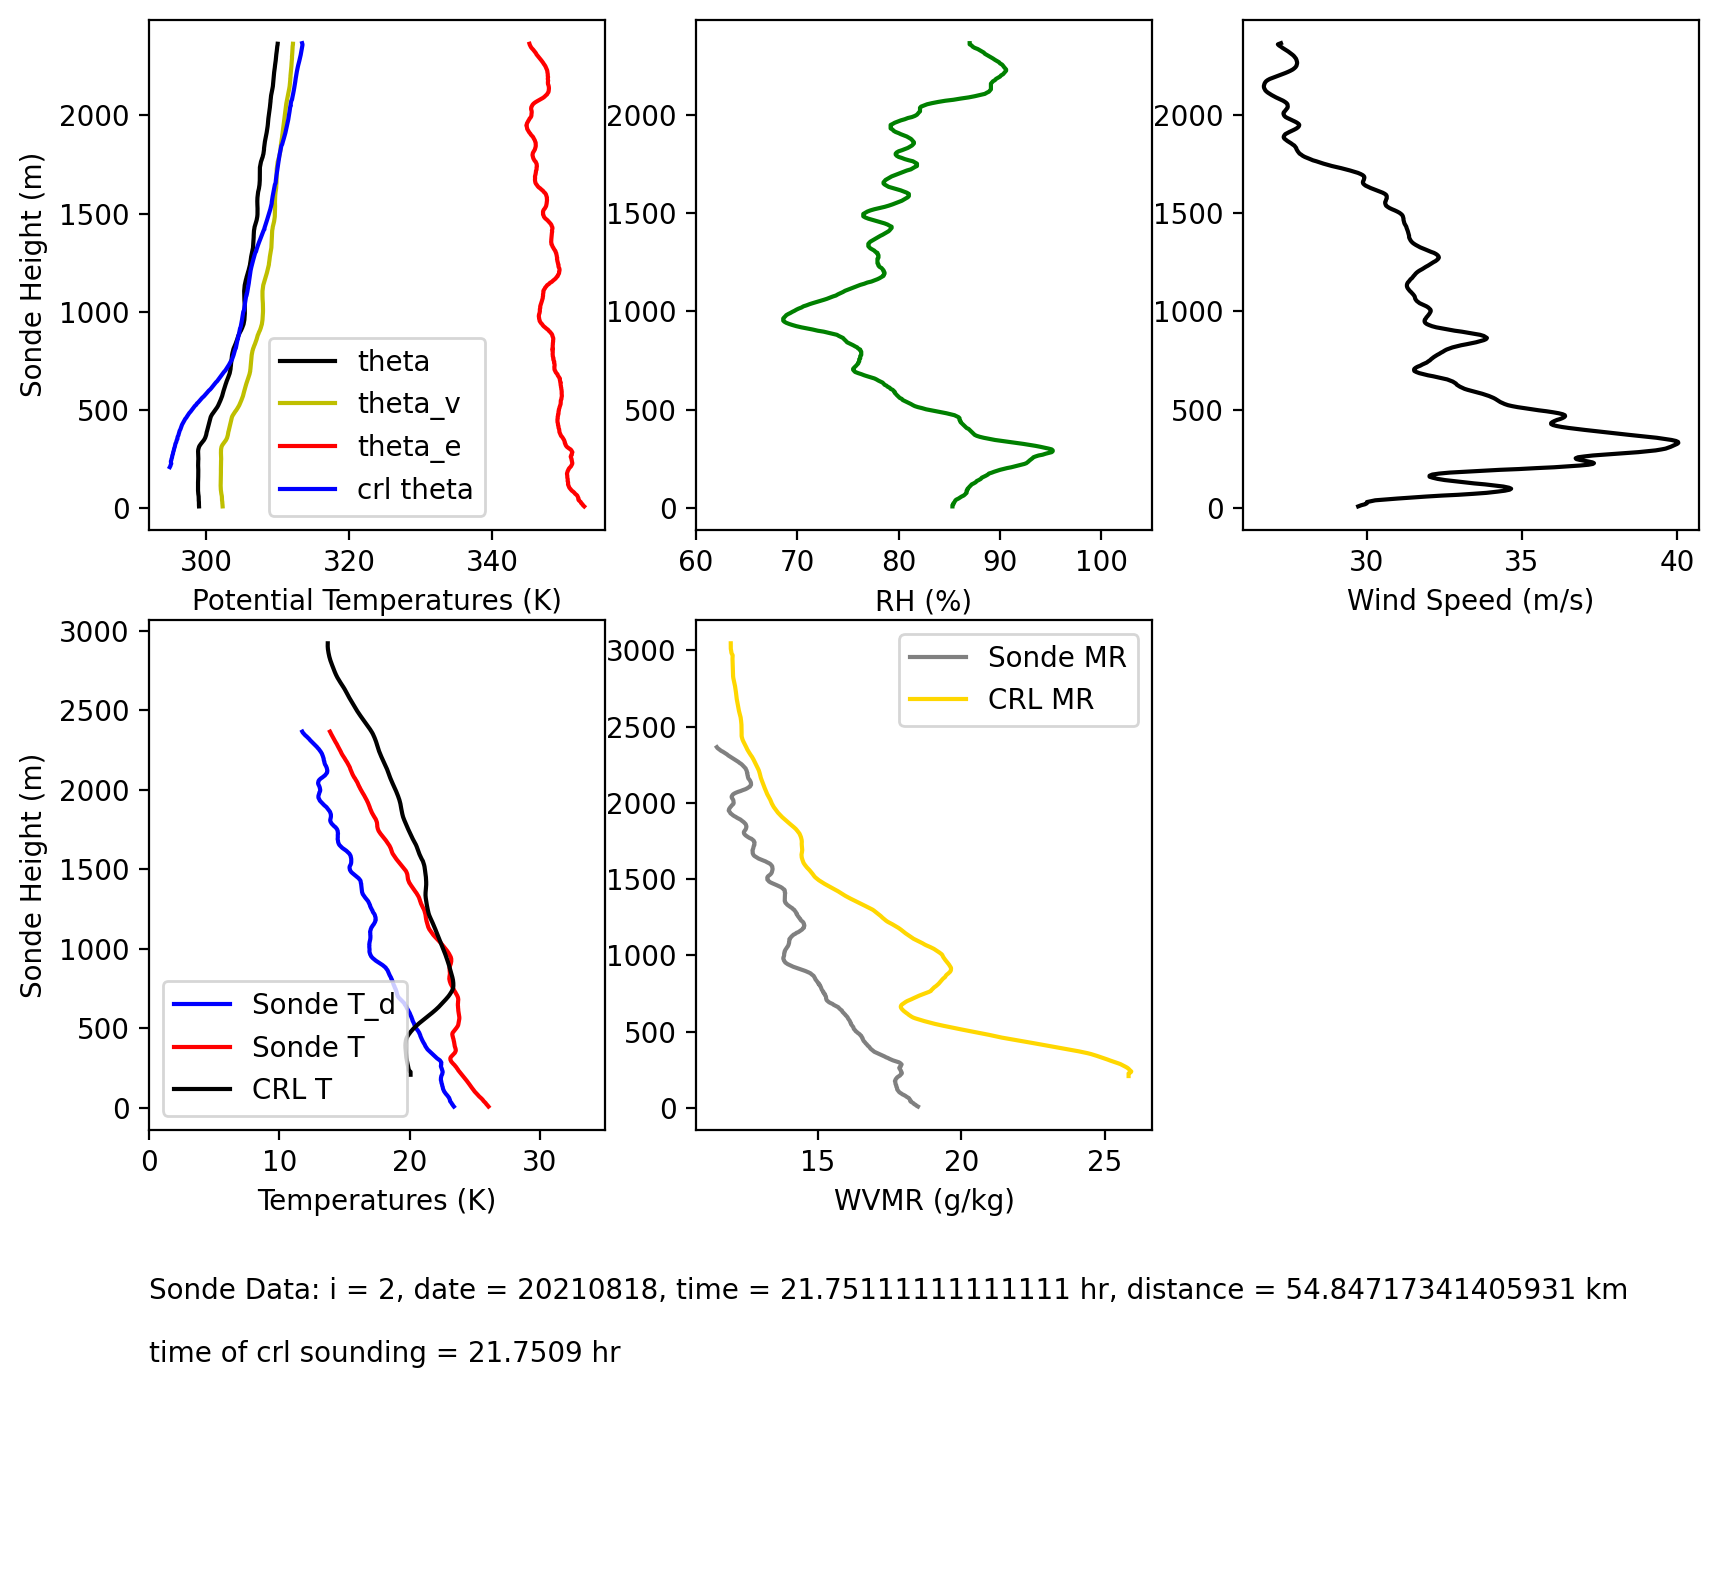 Sonde Height (m)
2000
1500
1000
500
0
theta
theta_v
theta_e
crl theta
300
320
340
Potential Temperatures (K)
2000
1500
1000
500
0
60
70
80
90
100
RH (%)
2000
1500
1000
500
0
30
35
40
Wind Speed (m/s)
Sonde Height (m)
3000
2500
2000
1500
1000
500
0
Sonde T_d
Sonde T
CRL T
0
10
20
30
Temperatures (K)
3000
2500
2000
1500
1000
500
0
Sonde MR
CRL MR
15
20
25
WVMR (g/kg)
Sonde Data: i = 2, date = 20210818, time = 21.75111111111111 hr, distance = 54.84717341405931 km
time of crl sounding = 21.7509 hr